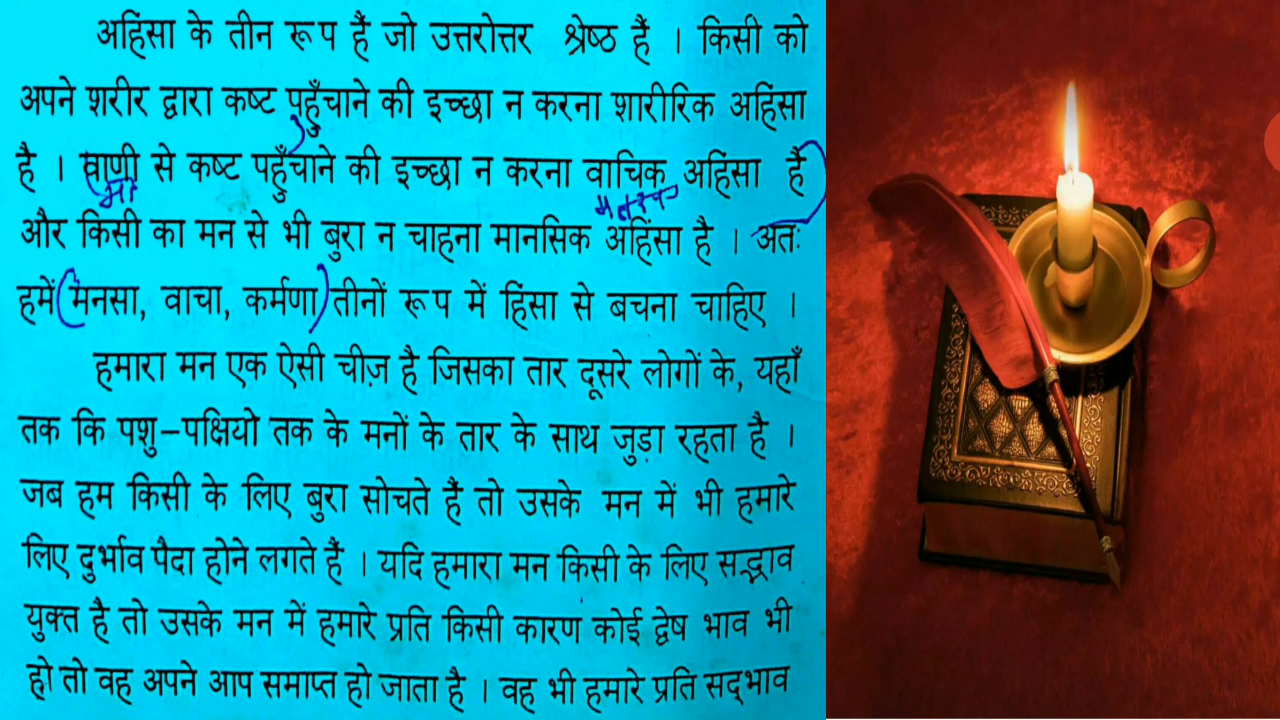 अहिंसा के तीन रूप हैं जो उत्तरोत्तर श्रेष्ठ हैं । किसी को
अपने शरीर द्वारा कष्ट पहुँचाने की इच्छा न करना शारीरिक अहिंसा
है । वाणी से कष्ट पहुँचाने की इच्छा न करना वाचिक अहिंसा है
और किसी का मन से भी बुरा न चाहना मानसिक अहिंसा है । अतः
हमें (मनसा, वाचा, कर्मणा) तीनों रूप में हिंसा से बचना चाहिए ।
हमारा मन एक ऐसी चीज़ है जिसका तार दूसरे लोगों के, यहाँ
तक कि पशु-पक्षियो तक के मनों के तार के साथ जुड़ा रहता है ।
जब हम किसी के लिए बुरा सोचते हैं तो उसके मन में भी हमारे
लिए दुर्भाव पैदा होने लगते हैं । यदि हमारा मन किसी के लिए सद्भाव
युक्त है तो उसके मन में हमारे प्रति किसी कारण कोई द्वेष भाव भी
हो तो वह अपने आप समाप्त हो जाता है । वह भी हमारे प्रति सद्‌भाव